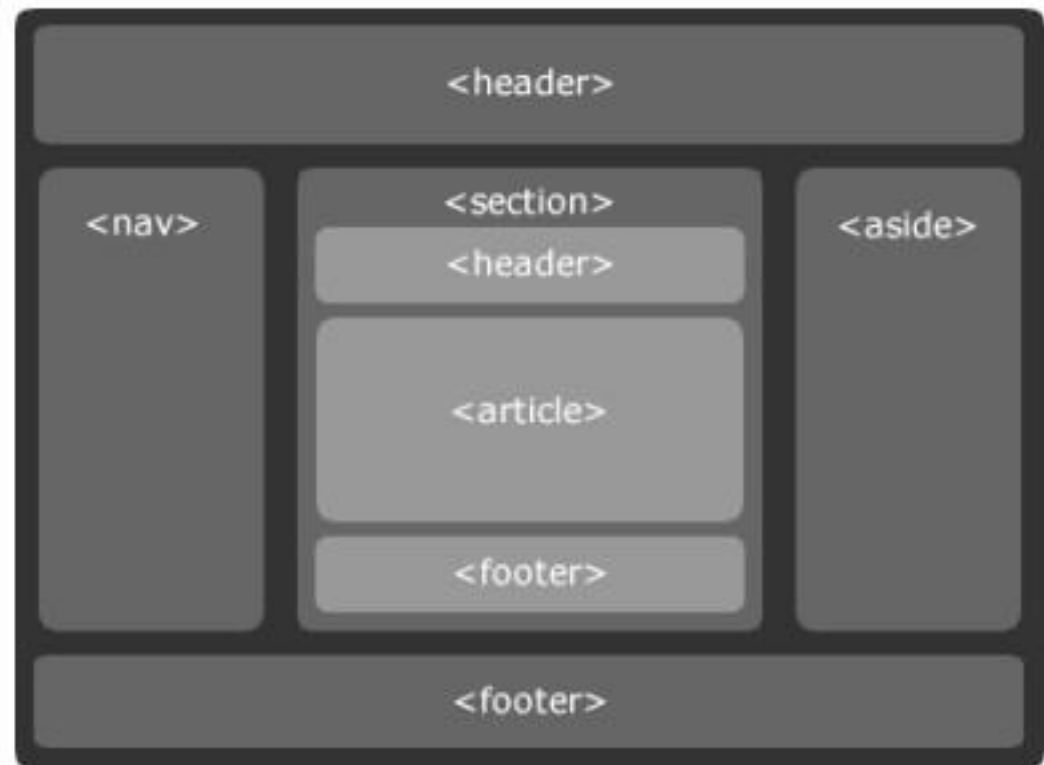 <header>
<nav>
<section>
<header>
<article>
<footer>
<aside>
<footer>